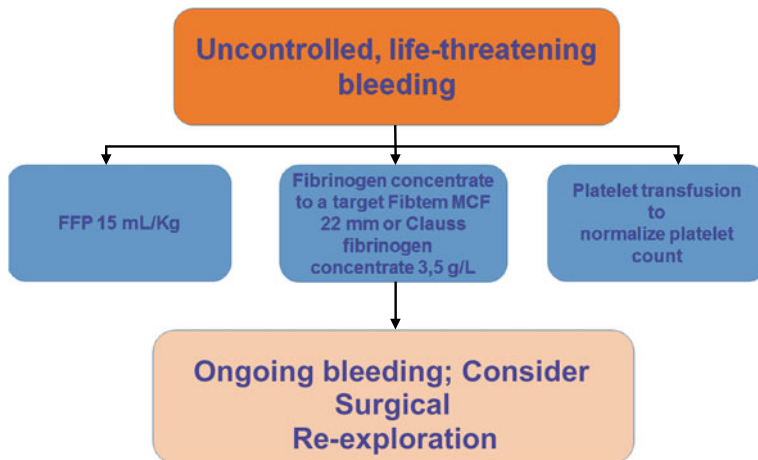 Uncontrolled, life-threatening
bleeding
FFP 15 mL/Kg
Fibrinogen concentrate
to a target Fibtem MCF
22 mm or Clauss
fibrinogen
concentrate 3,5 g/L
Platelet transfusion
to
normalize platelet
count
Ongoing bleeding; Consider
Surgical
Re-exploration